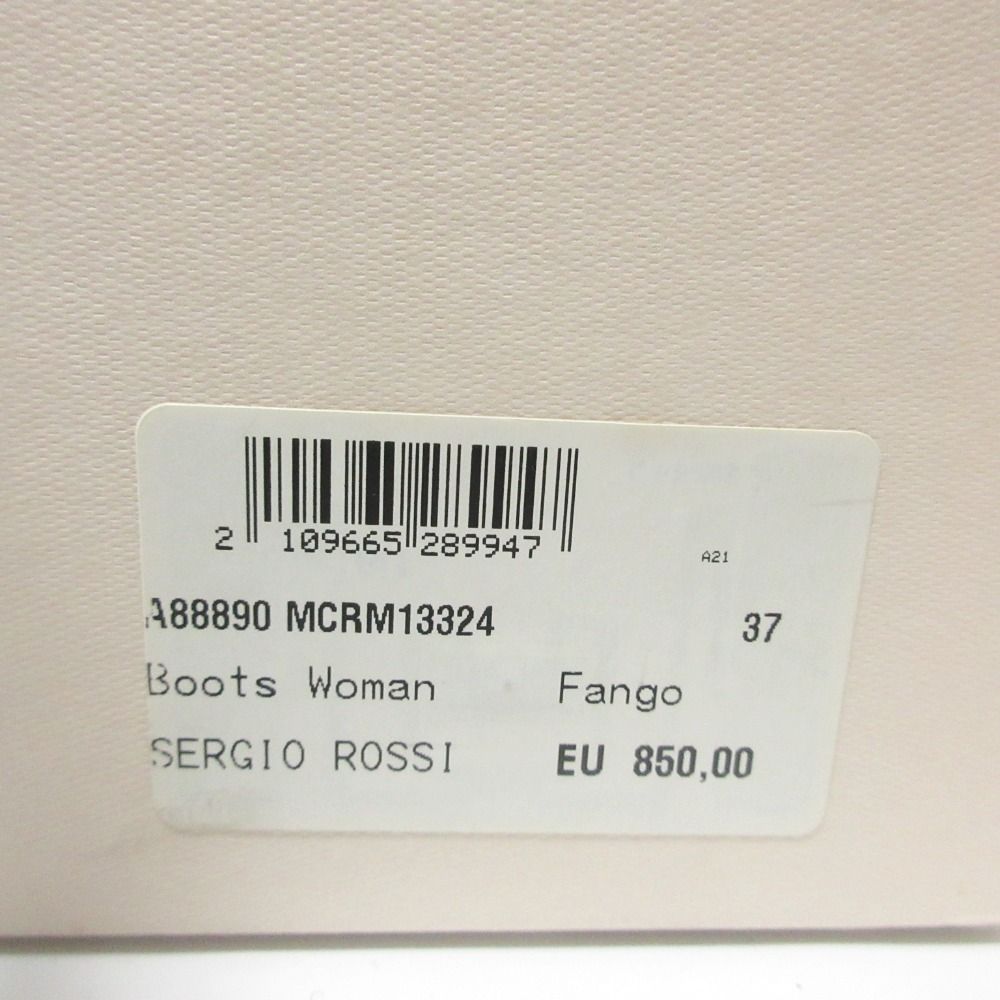 2 109665 289947
A21
A88890 MCRM13324 37
Boots Woman Fango
SERGIO ROSSI EU 850,00